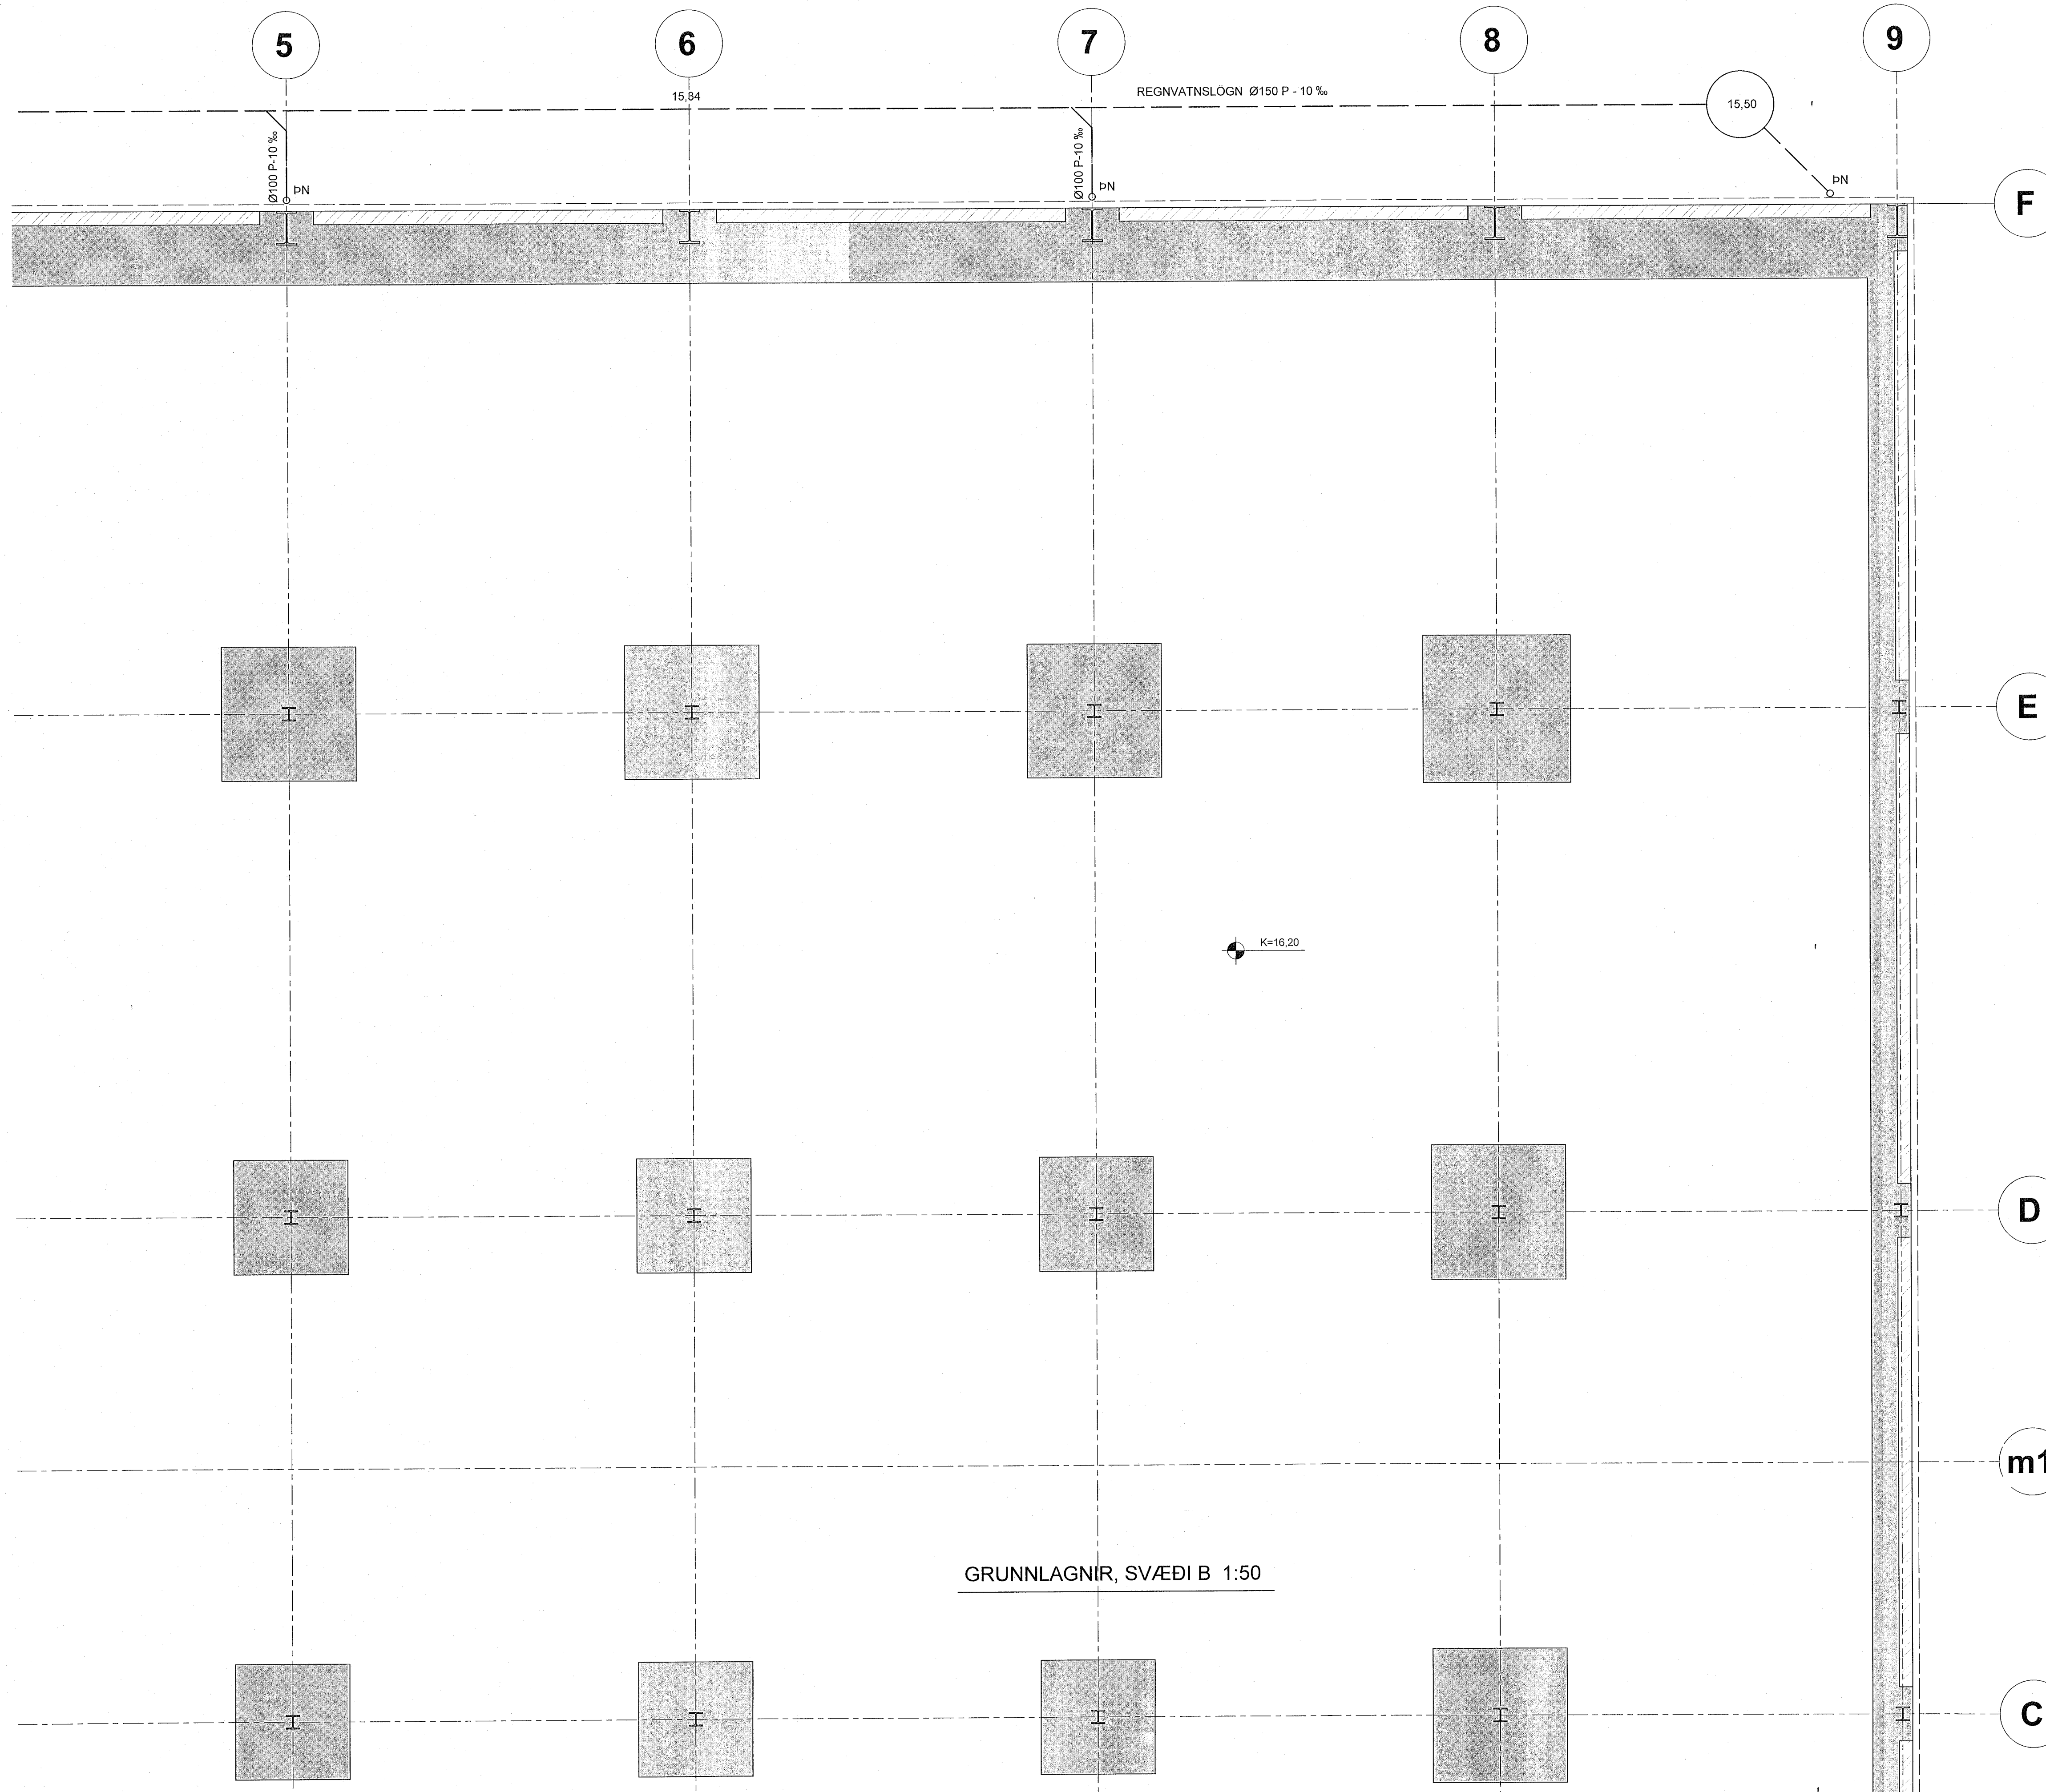 5
6
7
8
9
15,84
REGNVATNSLÖGN Ø150 P - 10 ‰
15,50
Ø100 P-10 ‰
ÞN
Ø100 P-10 ‰
ÞN
ÞN
F
E
K=16,20
D
m1
GRUNNLAGNIR, SVÆÐI B 1:50
C